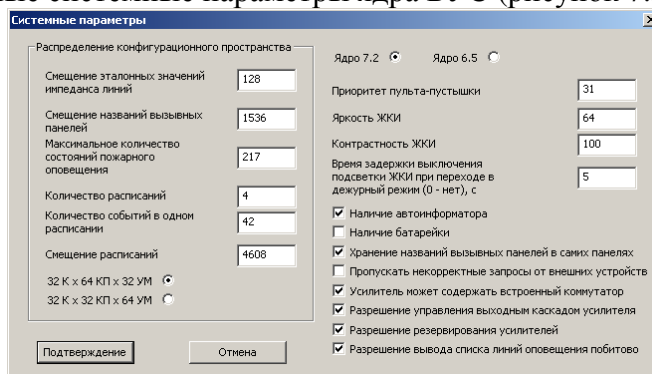 Системные параметры
Распределение конфигурационного пространства
Смещение эталонных значений
импеданса линий
128
Смещение названий вызывных
панелей
1536
Максимальное количество
состояний пожарного
оповещения
217
Количество расписаний
4
Количество событий в одном
расписании
42
Смещение расписаний
4608
32 К x 64 КП x 32 УМ
32 К x 32 КП x 64 УМ
Подтверждение
Отмена
Ядро 7.2
Ядро 6.5
Приоритет пульта-пустышки
31
Яркость ЖКИ
64
Контрастность ЖКИ
100
Время задержки выключения
подсветки ЖКИ при переходе в
дежурный режим (0 - нет), с
5
Наличие автоинформатора
Наличие батарейки
Хранение названий вызывных панелей в самих панелях
Пропускать некорректные запросы от внешних устройств
Усилитель может содержать встроенный коммутатор
Разрешение управления выходным каскадом усилителя
Разрешение резервирования усилителей
Разрешение вывода списка линий оповещения побитово